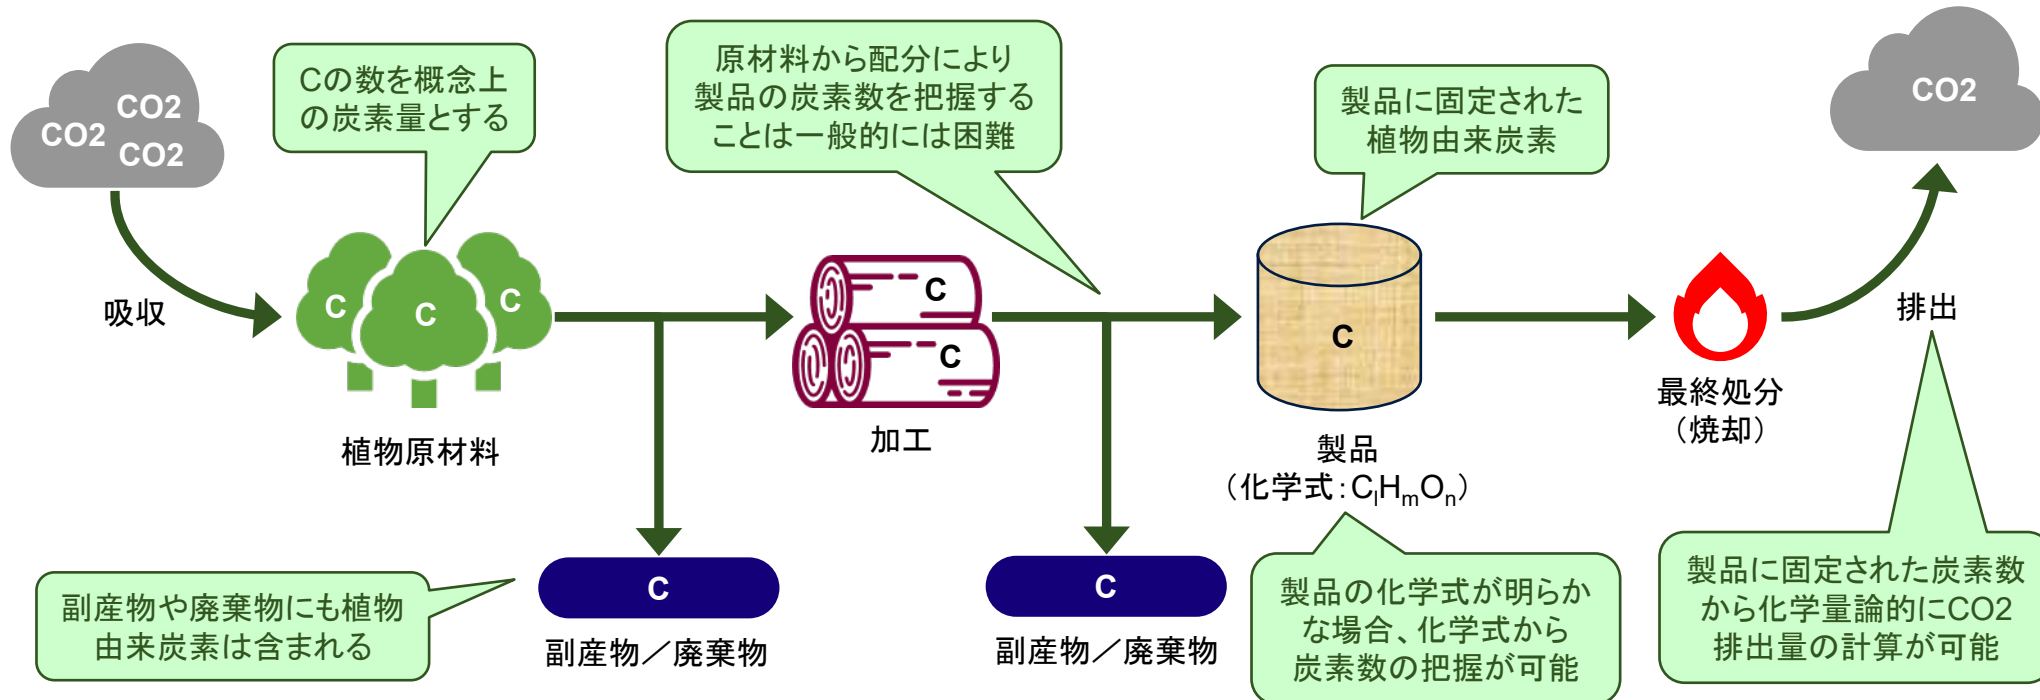 CO2
CO2
CO2
吸収
Cの数を概念上
の炭素量とする
C
C
C
植物原材料
副産物や廃棄物にも植物
由来炭素は含まれる
C
副産物／廃棄物
原材料から配分により
製品の炭素数を把握する
ことは一般的には困難
C
C
加工
C
副産物／廃棄物
製品に固定された
植物由来炭素
C
製品
（化学式：ClHmOn）
製品の化学式が明らか
な場合、化学式から
炭素数の把握が可能
最終処分
（焼却）
CO2
排出
製品に固定された炭素数
から化学量論的にCO2
排出量の計算が可能